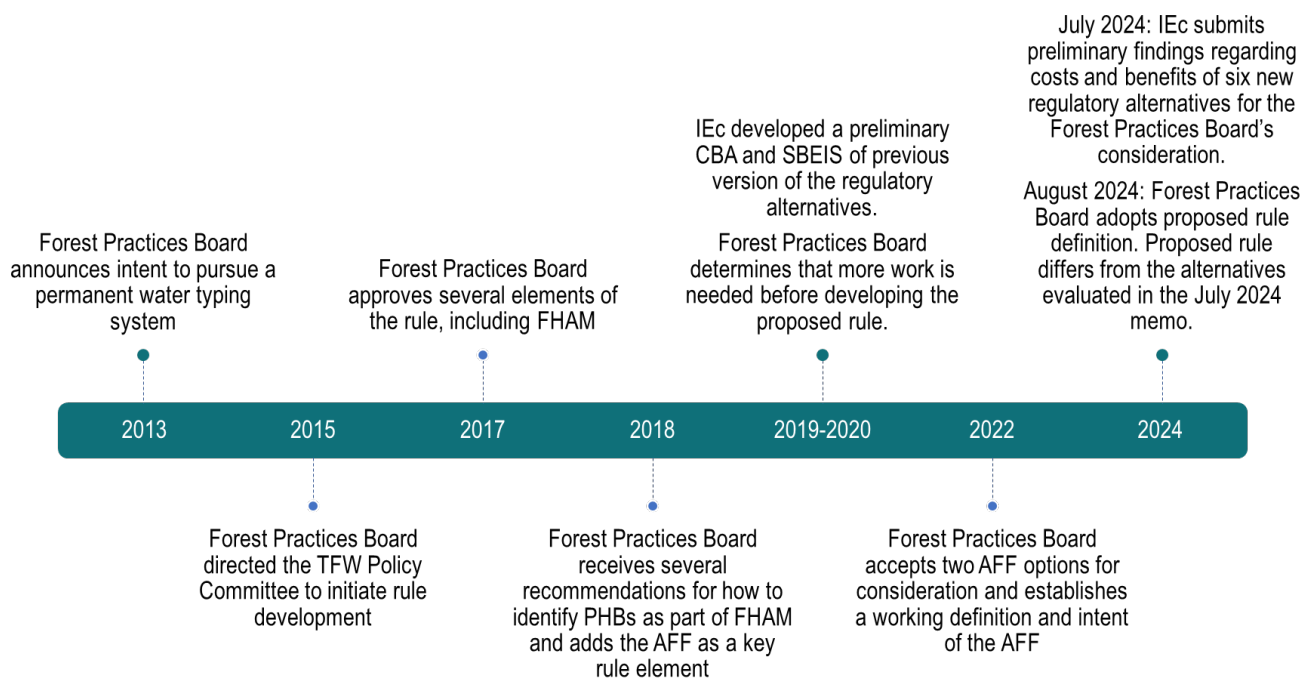 July 2024: IEc submits
preliminary findings regarding
costs and benefits of six new
regulatory alternatives for the
Forest Practices Board’s
consideration.
August 2024: Forest Practices
Board adopts proposed rule
definition. Proposed rule
differs from the alternatives
evaluated in the July 2024
memo.
IEc developed a preliminary
CBA and SBEIS of previous
version of the regulatory
alternatives.
Forest Practices Board
determines that more work is
needed before developing the
proposed rule.
Forest Practices Board
announces intent to pursue a
permanent water typing
system
Forest Practices Board
approves several elements of
the rule, including FHAM
2013
2015
2017
2018
2019-2020
2022
2024
Forest Practices Board
directed the TFW Policy
Committee to initiate rule
development
Forest Practices Board
receives several
recommendations for how to
identify PHBs as part of FHAM
and adds the AFF as a key
rule element
Forest Practices Board
accepts two AFF options for
consideration and establishes
a working definition and intent
of the AFF